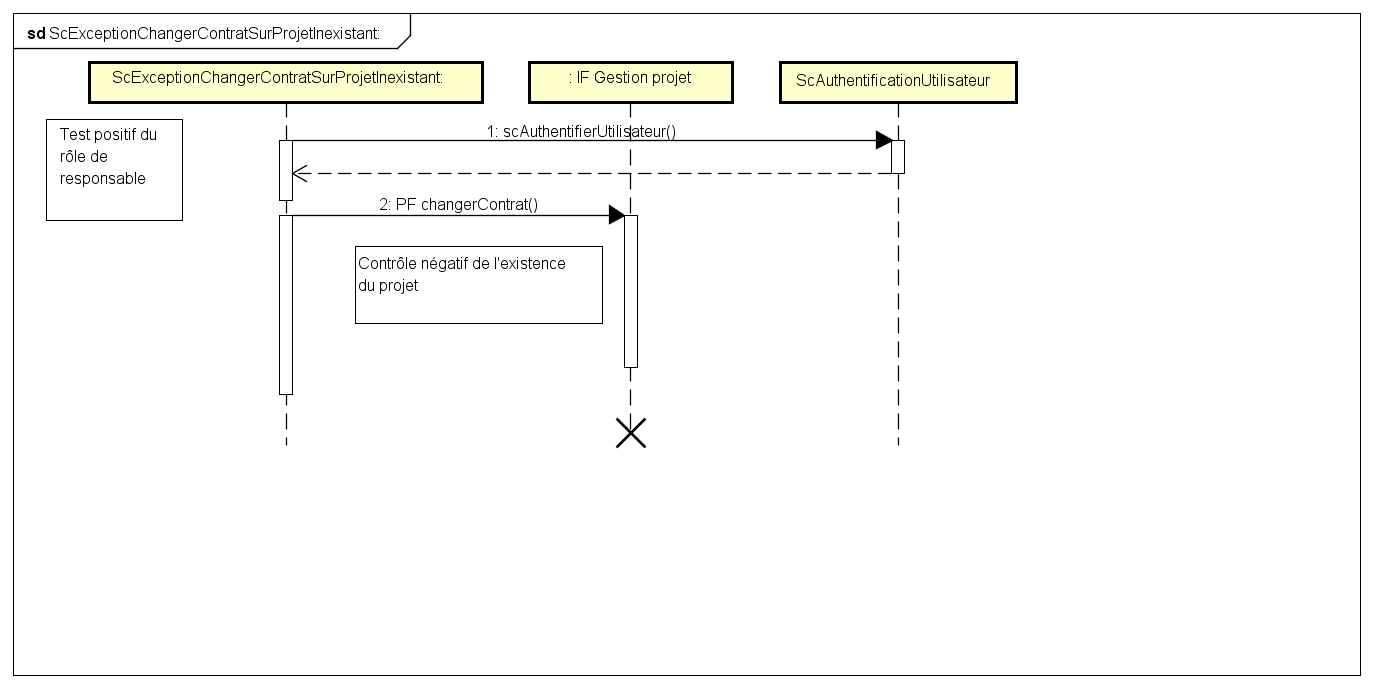 sd ScExceptionChangerContratSurProjetInexistant:
ScExceptionChangerContratSurProjetInexistant:
: IF Gestion projet
ScAuthentificationUtilisateur
1: scAuthentifierUtilisateur()
Test positif du
rôle de
responsable
2: PF changerContrat()
Contrôle négatif de l'existence
du projet